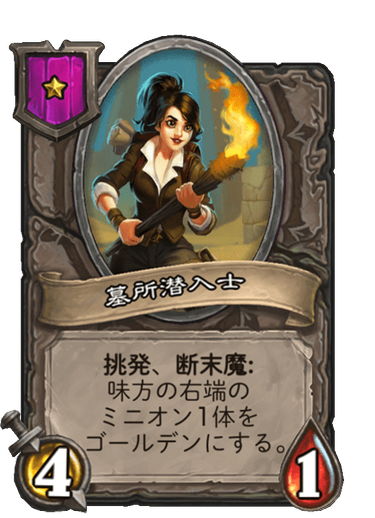 墓所潜入士
挑発、断末魔:
味方の右端の
ミニオン1体を
ゴールデンにする。
4
1